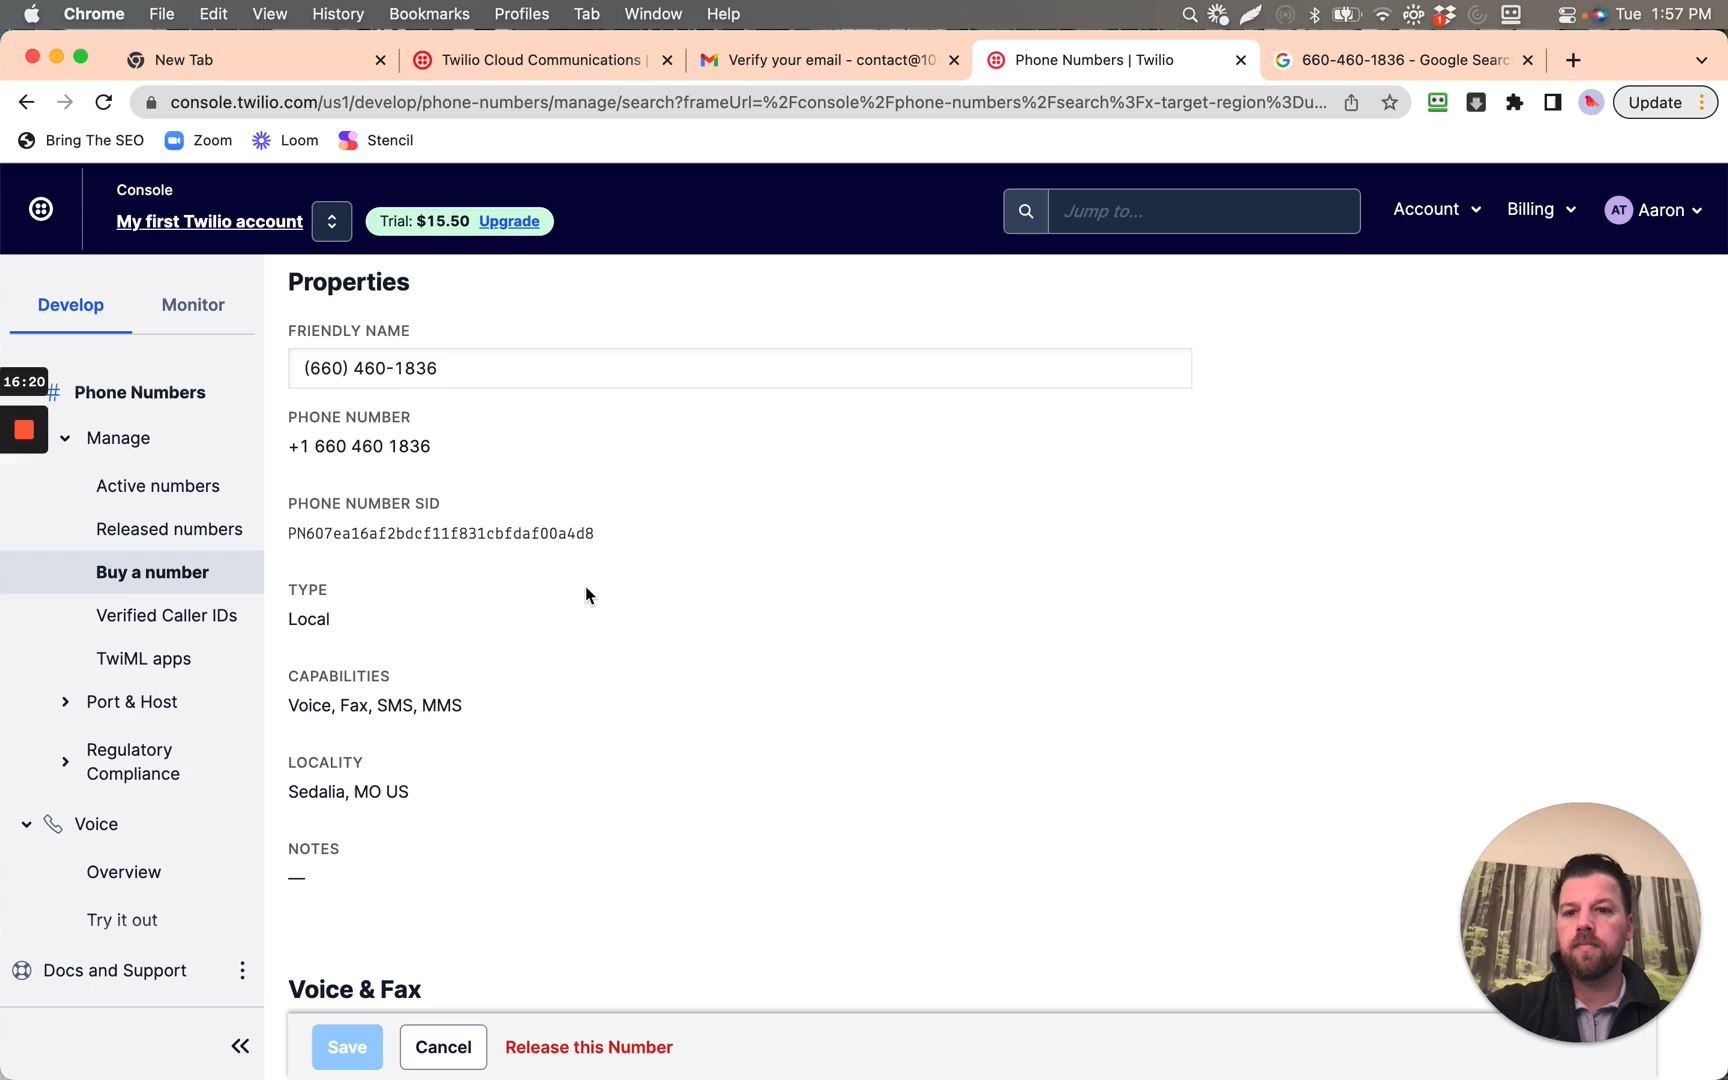 Chrome File Edit View History Bookmarks Profiles Tab Window Help
1
Tue 1:57 PM
New Tab
Twilio Cloud Communications |
Verify your email - contact@10
Phone Numbers | Twilio
660-460-1836 - Google Searc
console.twilio.com/us1/develop/phone-numbers/manage/search?frameUrl=%2Fconsole%2Fphone-numbers%2Fsearch%3Fx-target-region%3Du...
Update
Bring The SEO
Zoom
Loom
Stencil
Console
My first Twilio account
Trial: $15.50 Upgrade
Jump to...
Account
Billing
AT Aaron
Develop
Monitor
16:20
# Phone Numbers
Manage
Active numbers
Released numbers
Buy a number
Verified Caller IDs
TwiML apps
Port & Host
Regulatory
Compliance
Voice
Overview
Try it out
Docs and Support
Properties
FRIENDLY NAME
(660) 460-1836
PHONE NUMBER
+1 660 460 1836
PHONE NUMBER SID
PN607ea16af2bdcf11f831cbfdaf00a4d8
TYPE
Local
CAPABILITIES
Voice, Fax, SMS, MMS
LOCALITY
Sedalia, MO US
NOTES
—
Voice & Fax
Save
Cancel
Release this Number